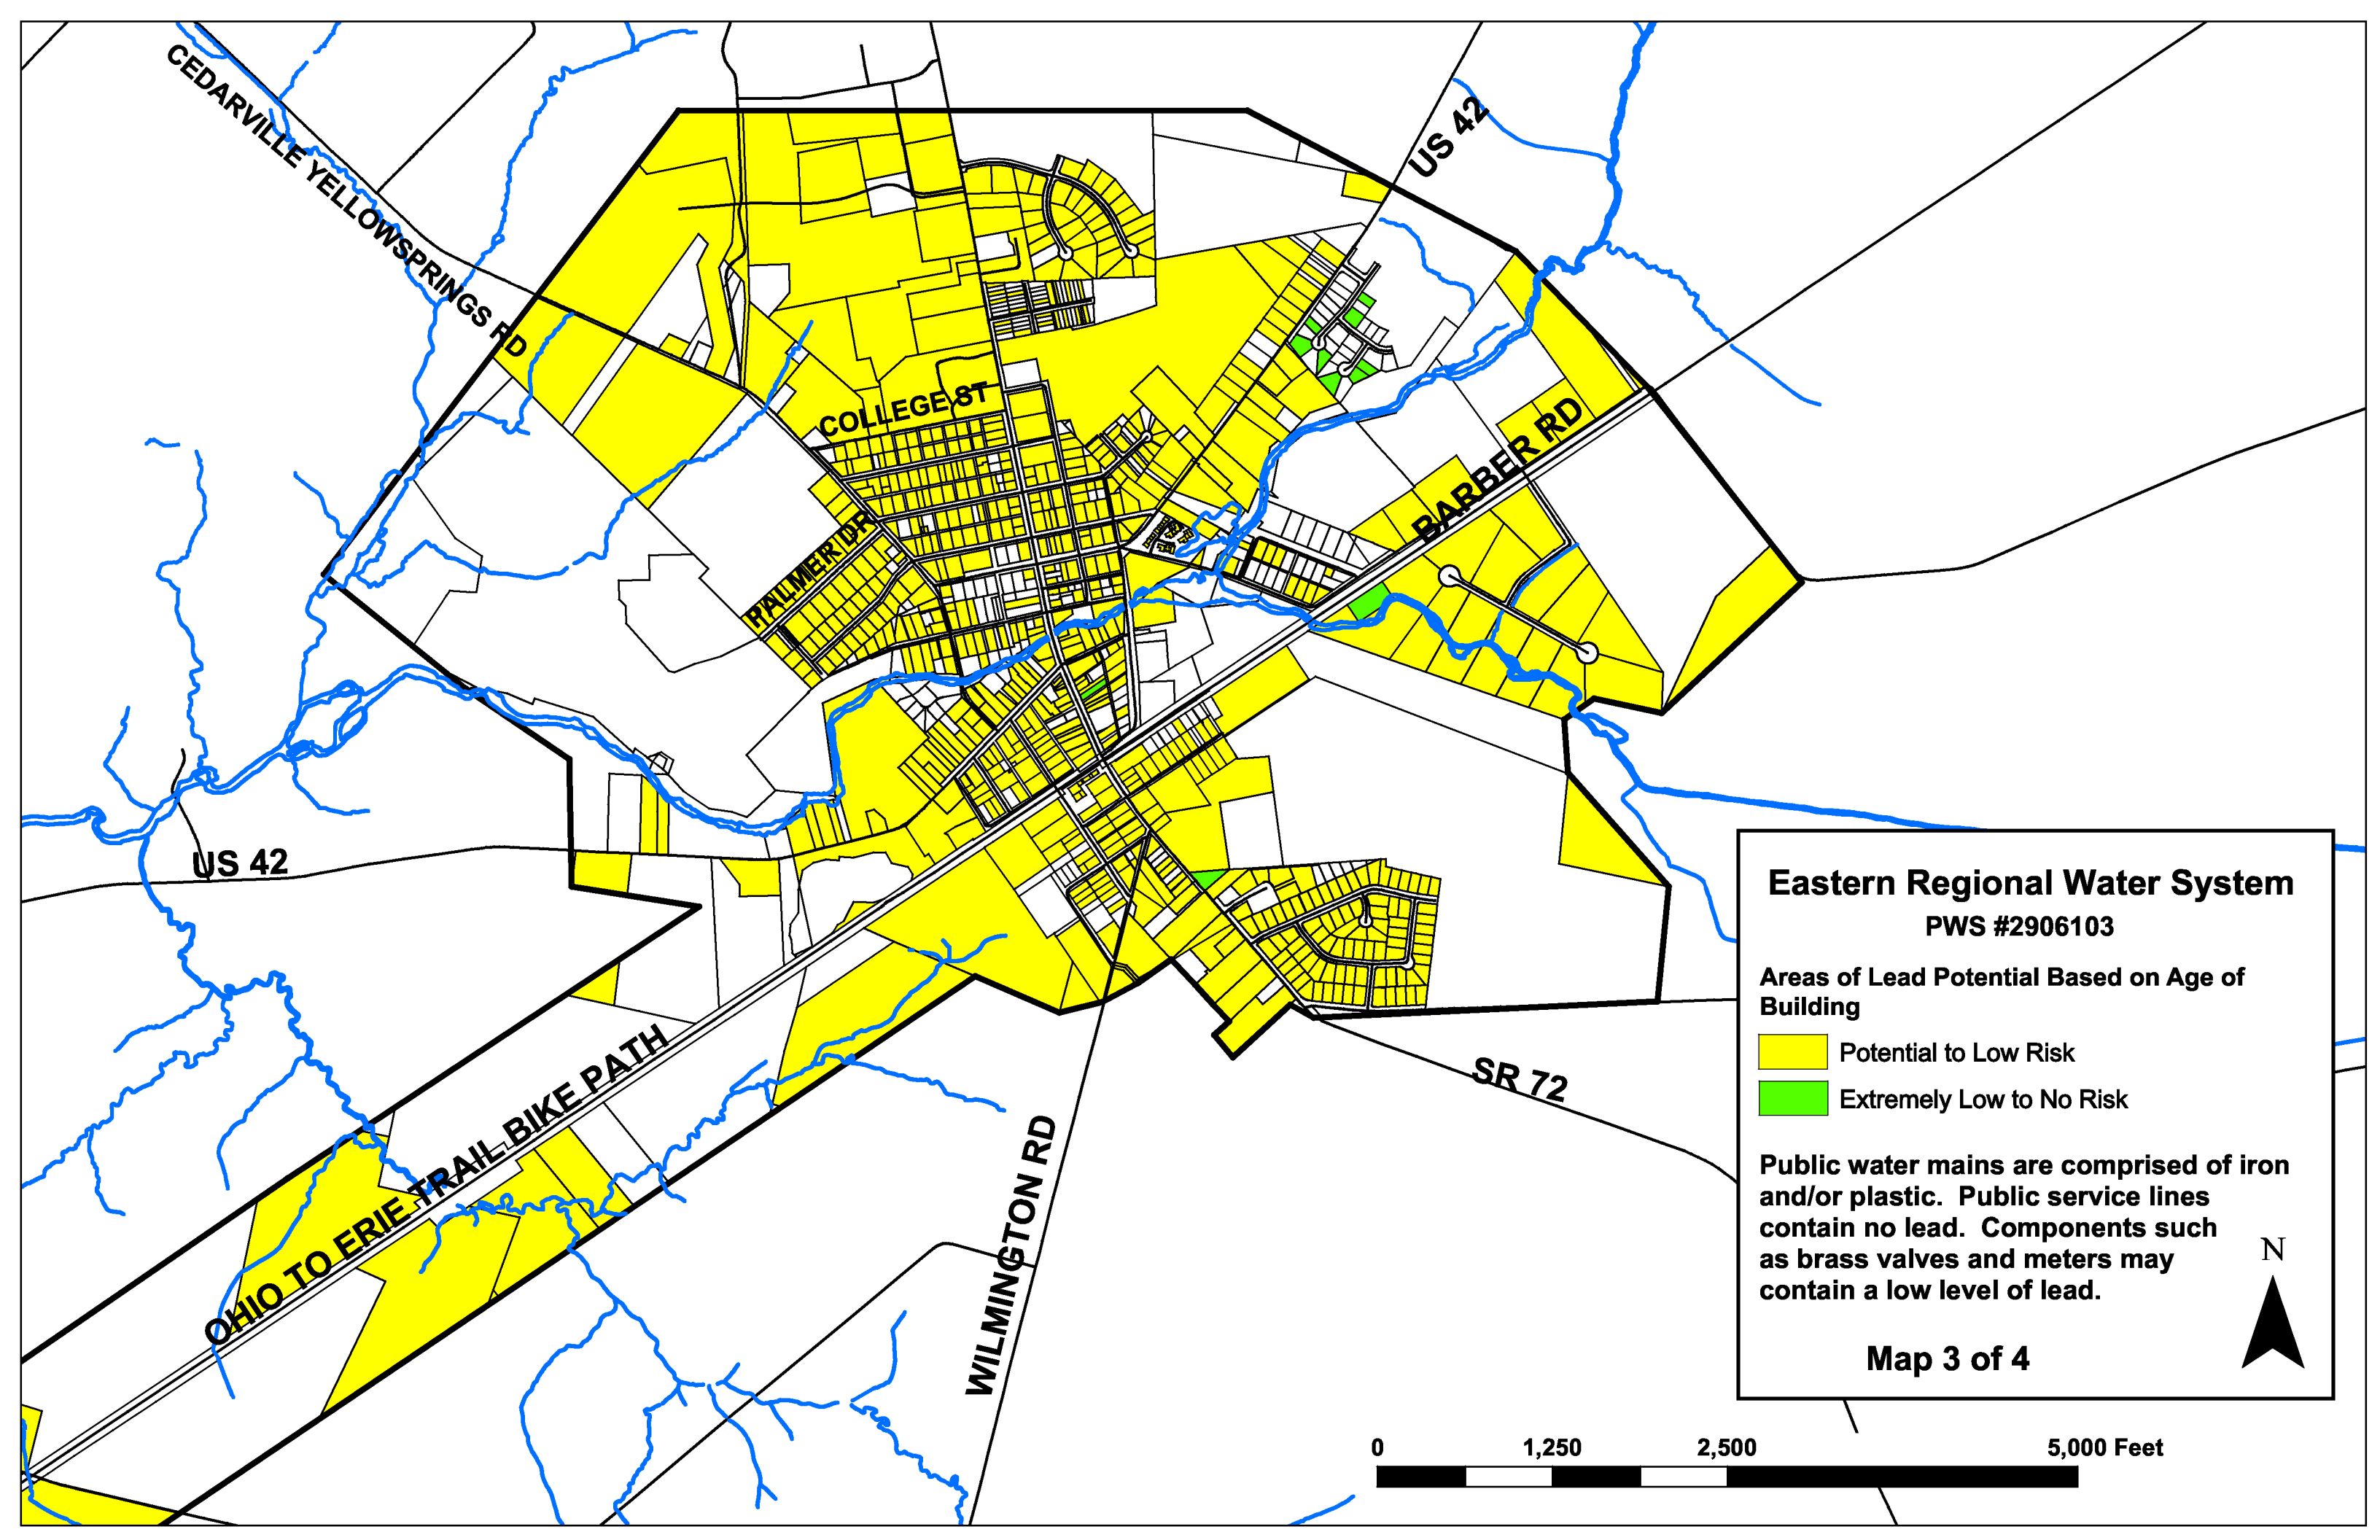 CEDARVILLE YELLOWSPRINGS RD
US 42
COLLEGE ST
BARBER RD
PALMER DR
US 42
OHIO TO ERIE TRAIL BIKE PATH
WILMINGTON RD
SR 72
Eastern Regional Water System
PWS #2906103
Areas of Lead Potential Based on Age of
Building
Potential to Low Risk
Extremely Low to No Risk
Public water mains are comprised of iron
and/or plastic.  Public service lines
contain no lead.  Components such
as brass valves and meters may
contain a low level of lead.
N
Map 3 of 4
0 1,250 2,500 5,000 Feet